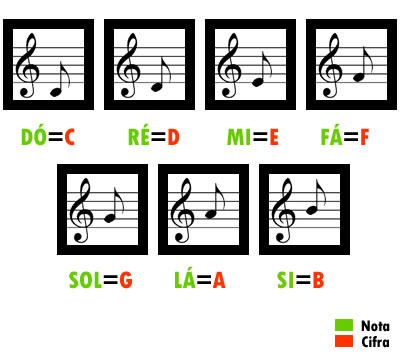 DÓ=C RÉ=D MI=E FÁ=F
SOL=G LÁ=A SI=B
Nota
Cifra